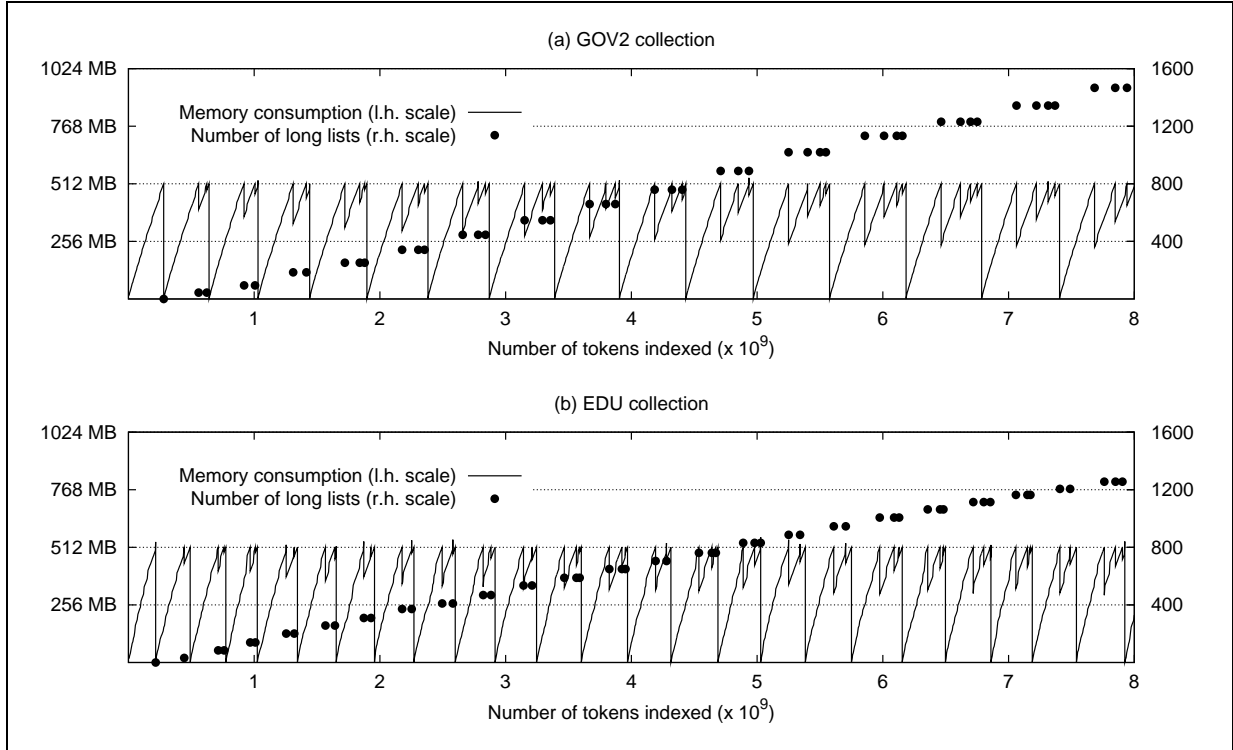 (a) GOV2 collection
1024 MB
768 MB
512 MB
256 MB
Memory consumption (l.h. scale)
Number of long lists (r.h. scale)
1600
1200
800
400
1 2 3 4 5 6 7 8
Number of tokens indexed (x 10^9)
(b) EDU collection
1024 MB
768 MB
512 MB
256 MB
Memory consumption (l.h. scale)
Number of long lists (r.h. scale)
1600
1200
800
400
1 2 3 4 5 6 7 8
Number of tokens indexed (x 10^9)